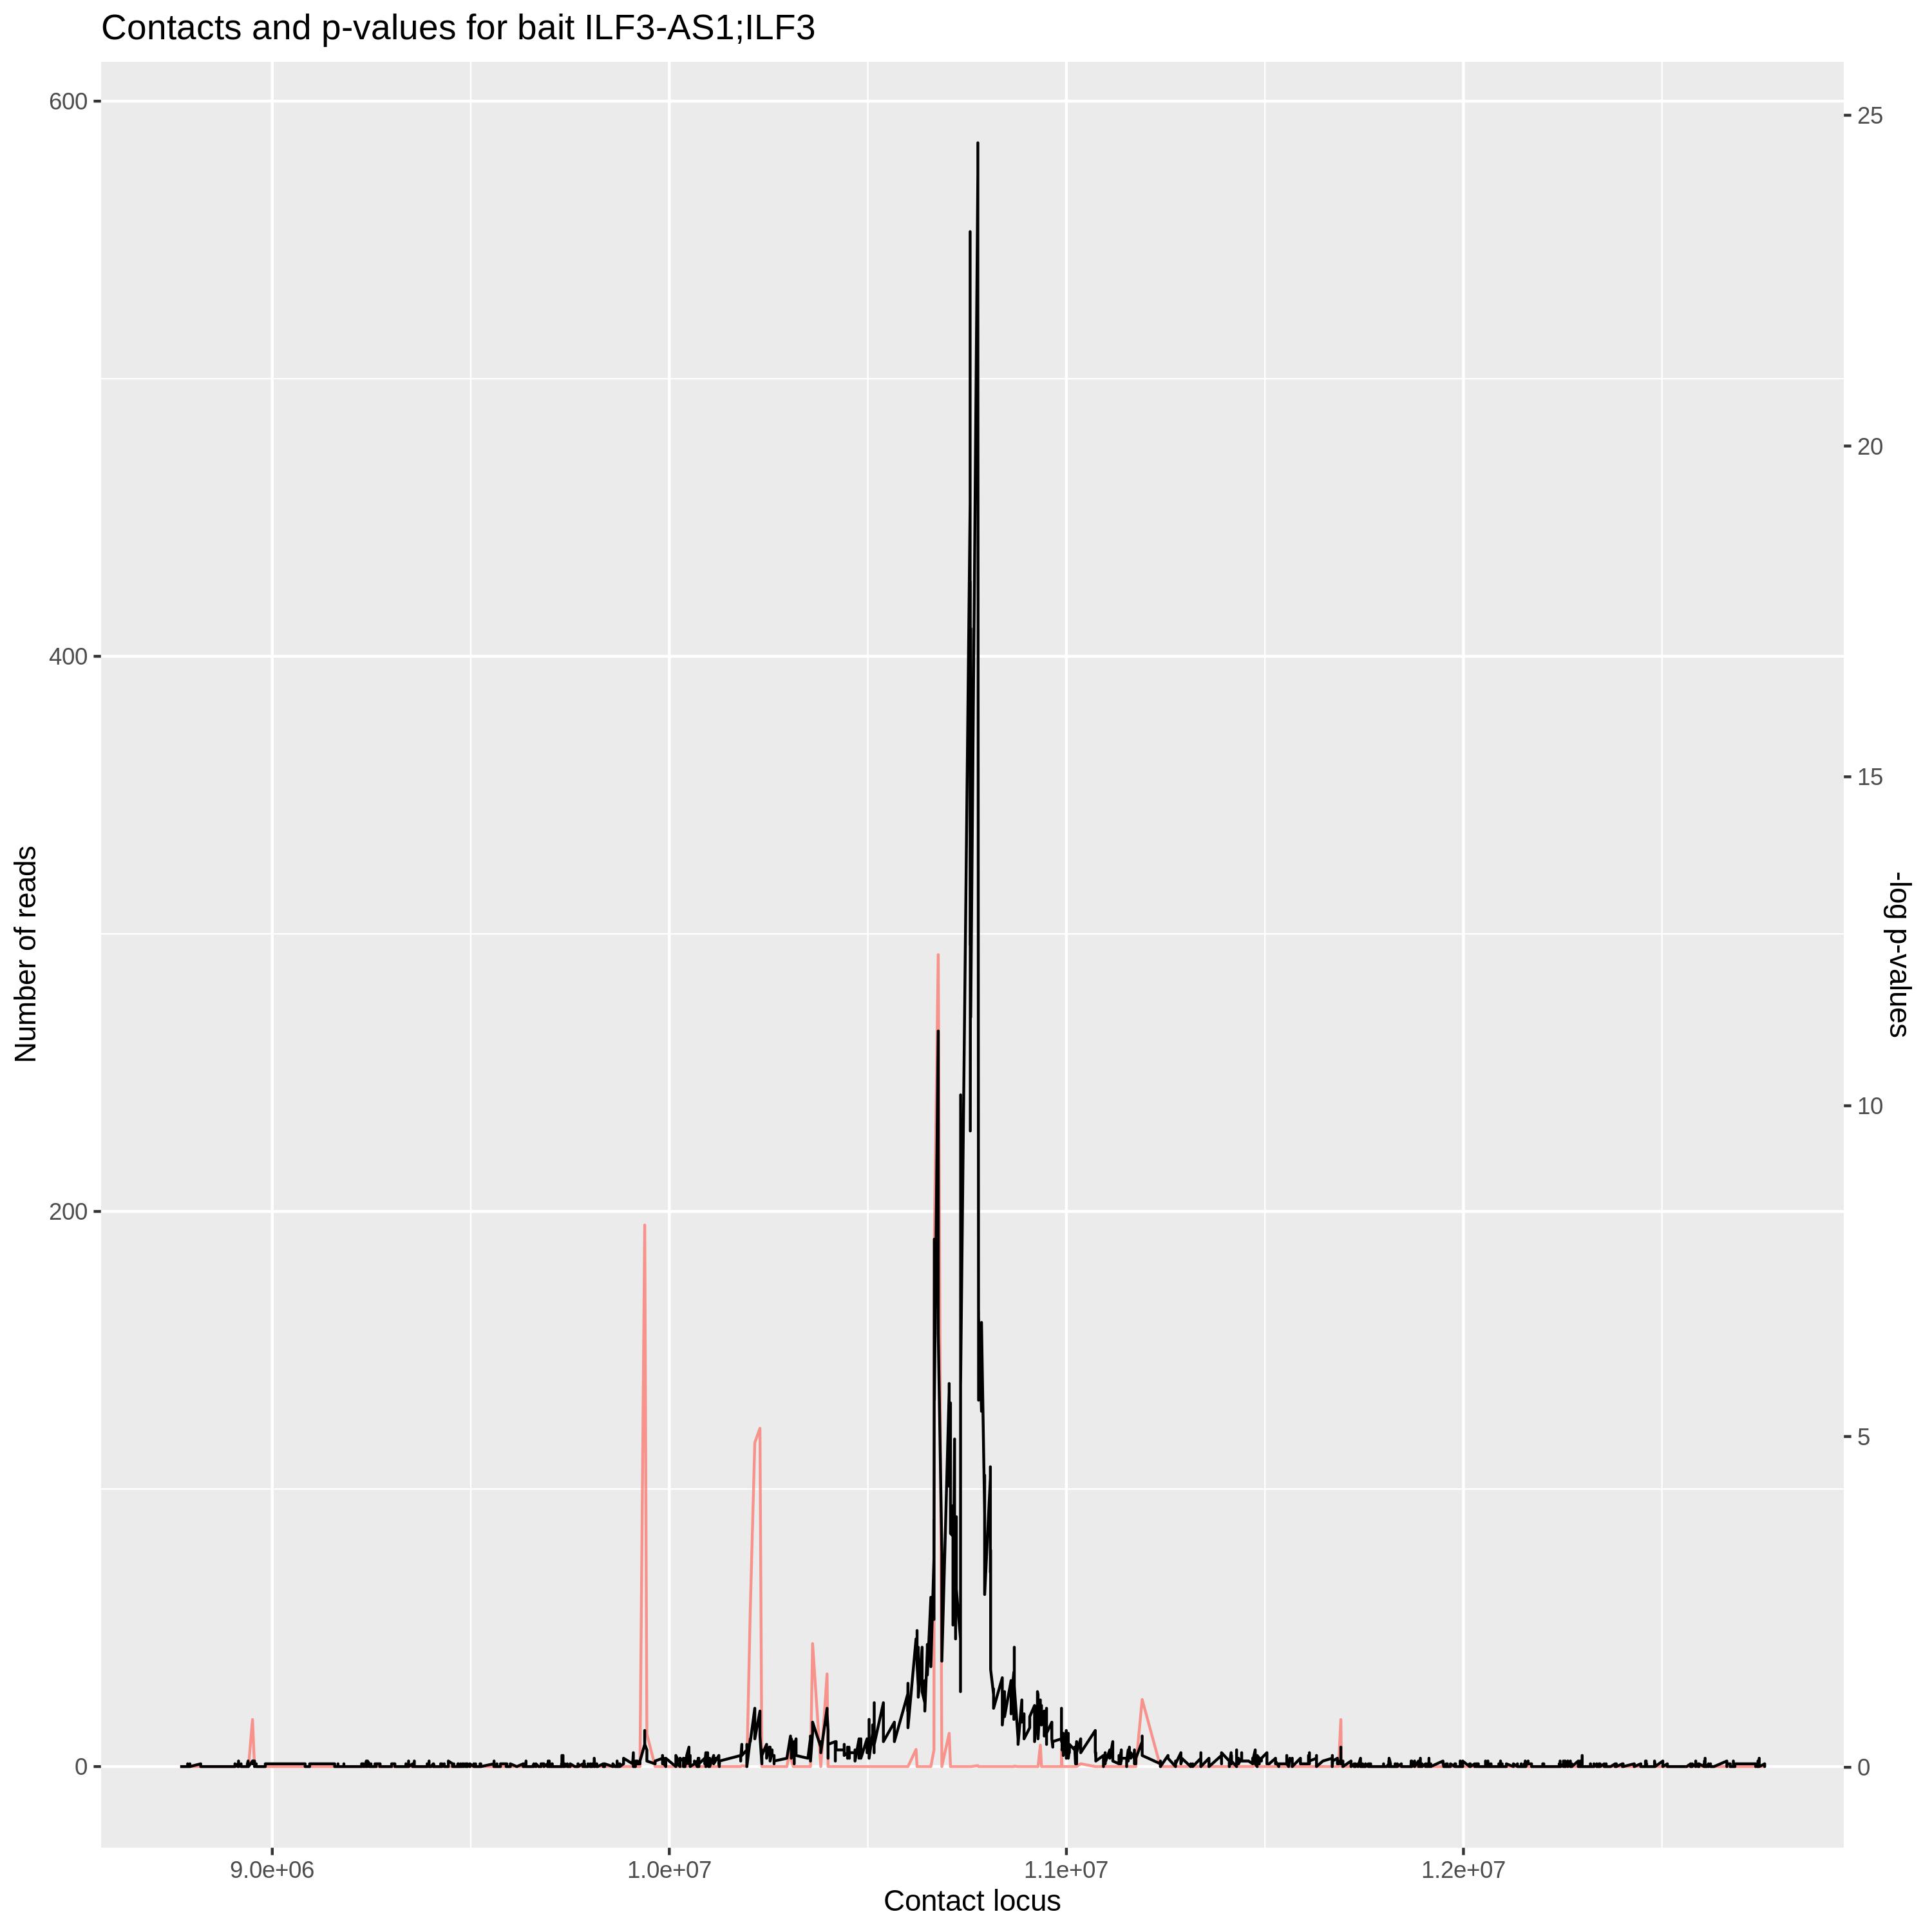 Contacts and p-values for bait ILF3-AS1;ILF3
600
400
200
0
Number of reads
25
20
15
10
5
0
-log p-values
9.0e+06
1.0e+07
1.1e+07
1.2e+07
Contact locus